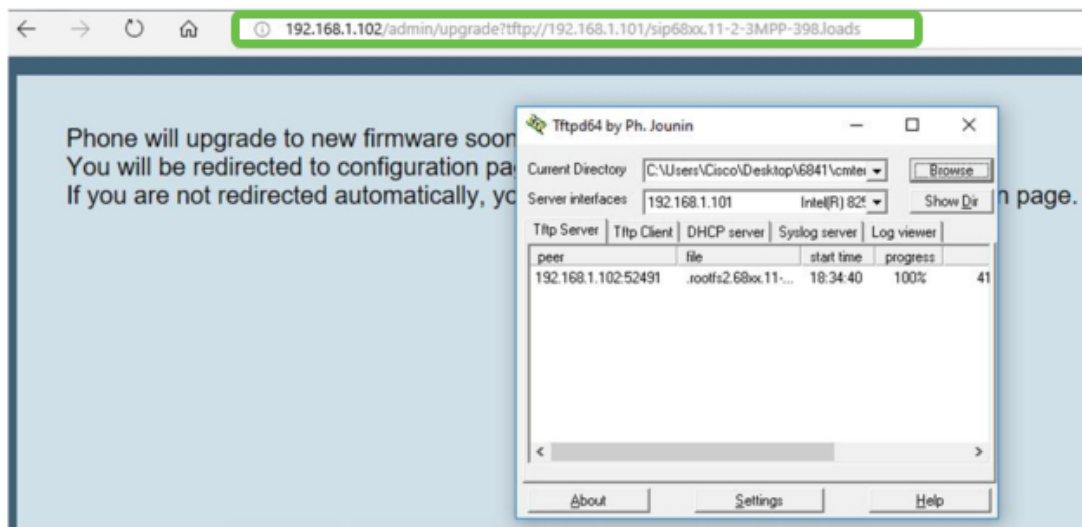 192.168.1.102/admin/upgrade?tftp://192.168.1.101/sip68xx.11-2-3MPP-398.loads
Phone will upgrade to new firmware soon
You will be redirected to configuration pa
If you are not redirected automatically, yo
n page.
Tftpd64 by Ph. Jounin
Current Directory C:\Users\Cisco\Desktop\6841\cmter Browse
Server interfaces 192.168.1.101 Intel(R) 825 Show Dir
Tftp Server Tftp Client DHCP server Syslog server Log viewer
peer file start time progress
192.168.1.102:52491 .rootfs2.68xx.11-... 18:34:40 100% 41
About Settings Help